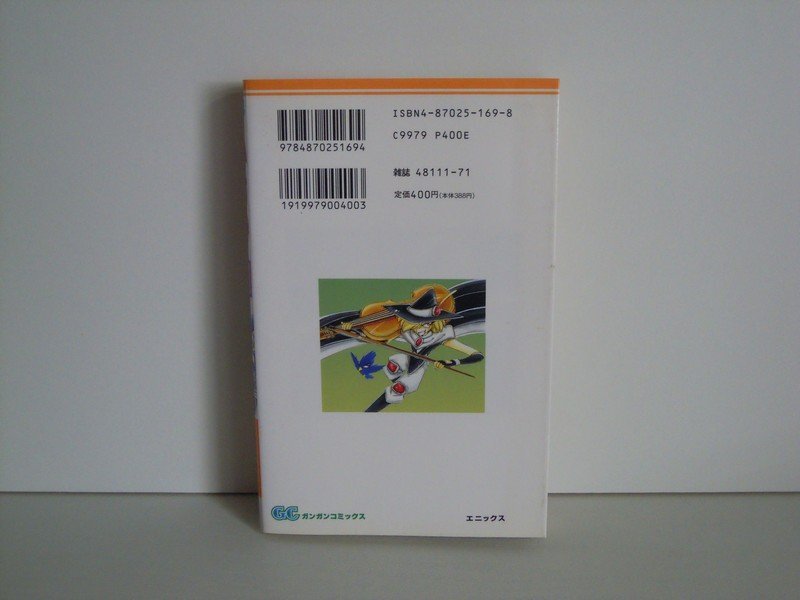 ISBN4-87025-169-8
9784870251694
C9979 P400E
雑誌 48111-71
1919979004003
定価400円(本体388円)
GC ガンガンコミックス
エニックス